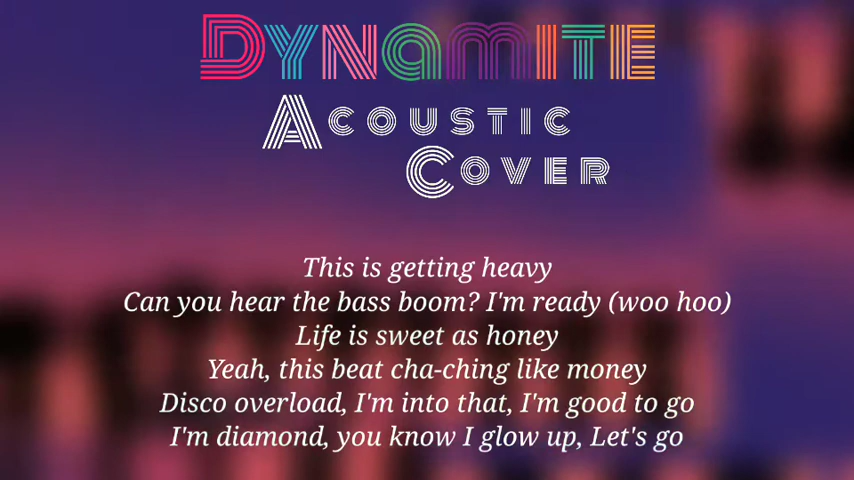 DYNAMITE
ACOUSTIC
COVER
This is getting heavy
Can you hear the bass boom? I'm ready (woo hoo)
Life is sweet as honey
Yeah, this beat cha-ching like money
Disco overload, I'm into that, I'm good to go
I'm diamond, you know I glow up, Let's go